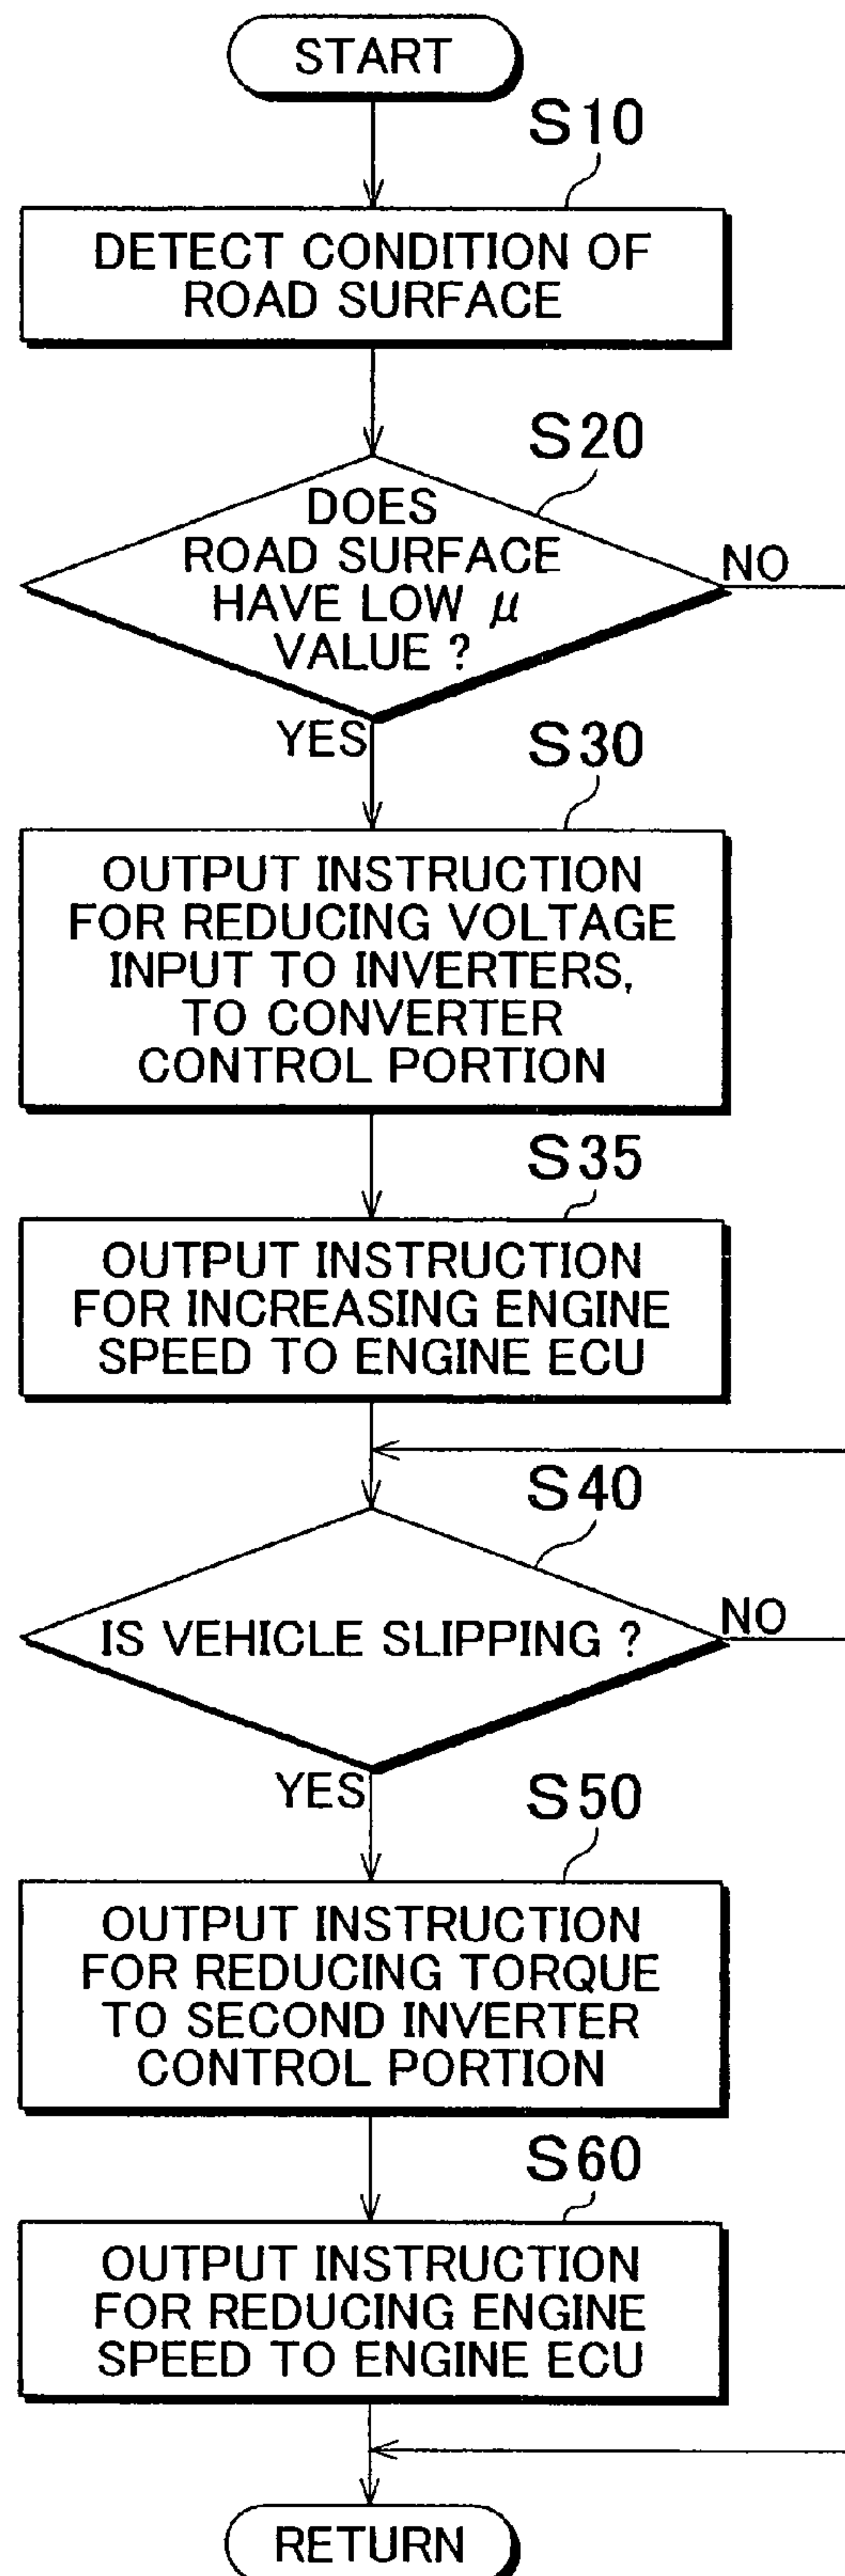 START
S10
DETECT CONDITION OF
ROAD SURFACE
S20
DOES
ROAD SURFACE
HAVE LOW μ
VALUE ?
NO
YES
S30
OUTPUT INSTRUCTION
FOR REDUCING VOLTAGE
INPUT TO INVERTERS,
TO CONVERTER
CONTROL PORTION
S35
OUTPUT INSTRUCTION
FOR INCREASING ENGINE
SPEED TO ENGINE ECU
S40
IS VEHICLE SLIPPING ?
NO
YES
S50
OUTPUT INSTRUCTION
FOR REDUCING TORQUE
TO SECOND INVERTER
CONTROL PORTION
S60
OUTPUT INSTRUCTION
FOR REDUCING ENGINE
SPEED TO ENGINE ECU
RETURN